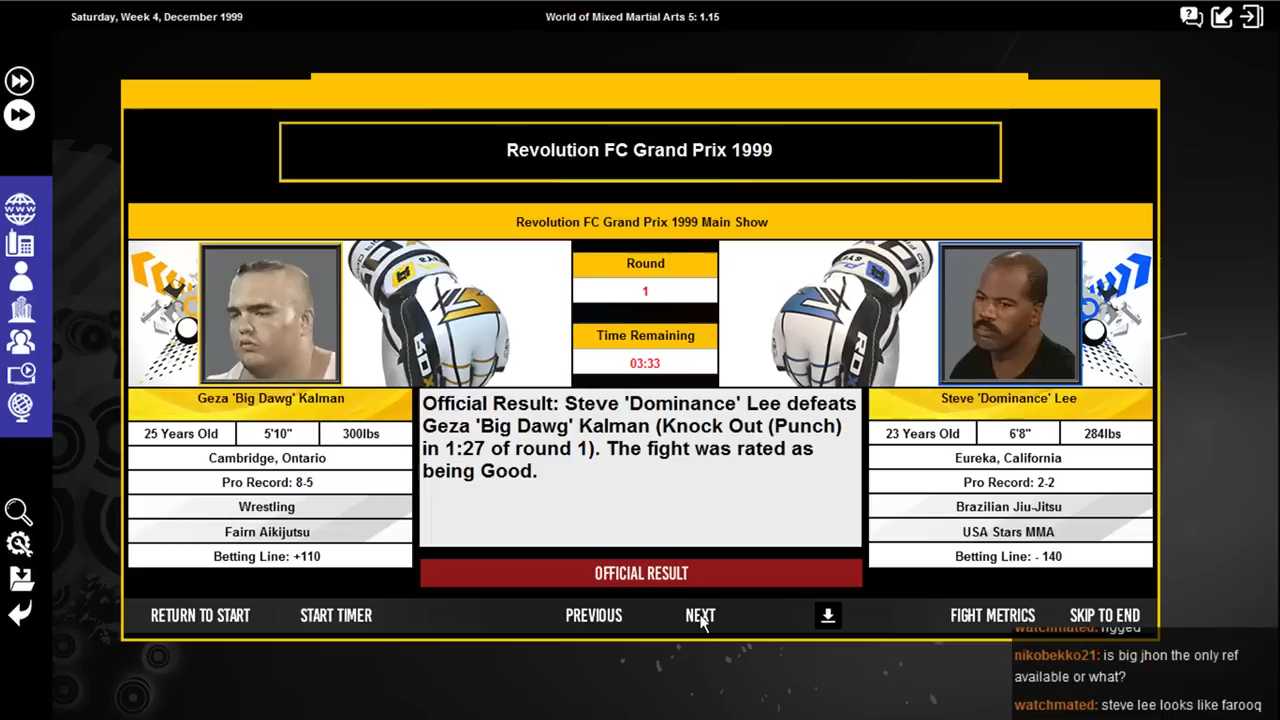 Saturday, Week 4, December 1999
World of Mixed Martial Arts 5: 1.15
Revolution FC Grand Prix 1999
Revolution FC Grand Prix 1999 Main Show
Round
1
Time Remaining
03:33
Geza 'Big Dawg' Kalman
25 Years Old
5'10"
300lbs
Cambridge, Ontario
Pro Record: 8-5
Wrestling
Fairn Aikijutsu
Betting Line: +110
Official Result: Steve 'Dominance' Lee defeats
Geza 'Big Dawg' Kalman (Knock Out (Punch)
in 1:27 of round 1). The fight was rated as
being Good.
OFFICIAL RESULT
Steve 'Dominance' Lee
23 Years Old
6'8"
284lbs
Eureka, California
Pro Record: 2-2
Brazilian Jiu-Jitsu
USA Stars MMA
Betting Line: - 140
RETURN TO START
START TIMER
PREVIOUS
NEXT
FIGHT METRICS
SKIP TO END
watchmated: rigged
nikobekko21: is big jhon the only ref
available or what?
watchmated: steve lee looks like farooq